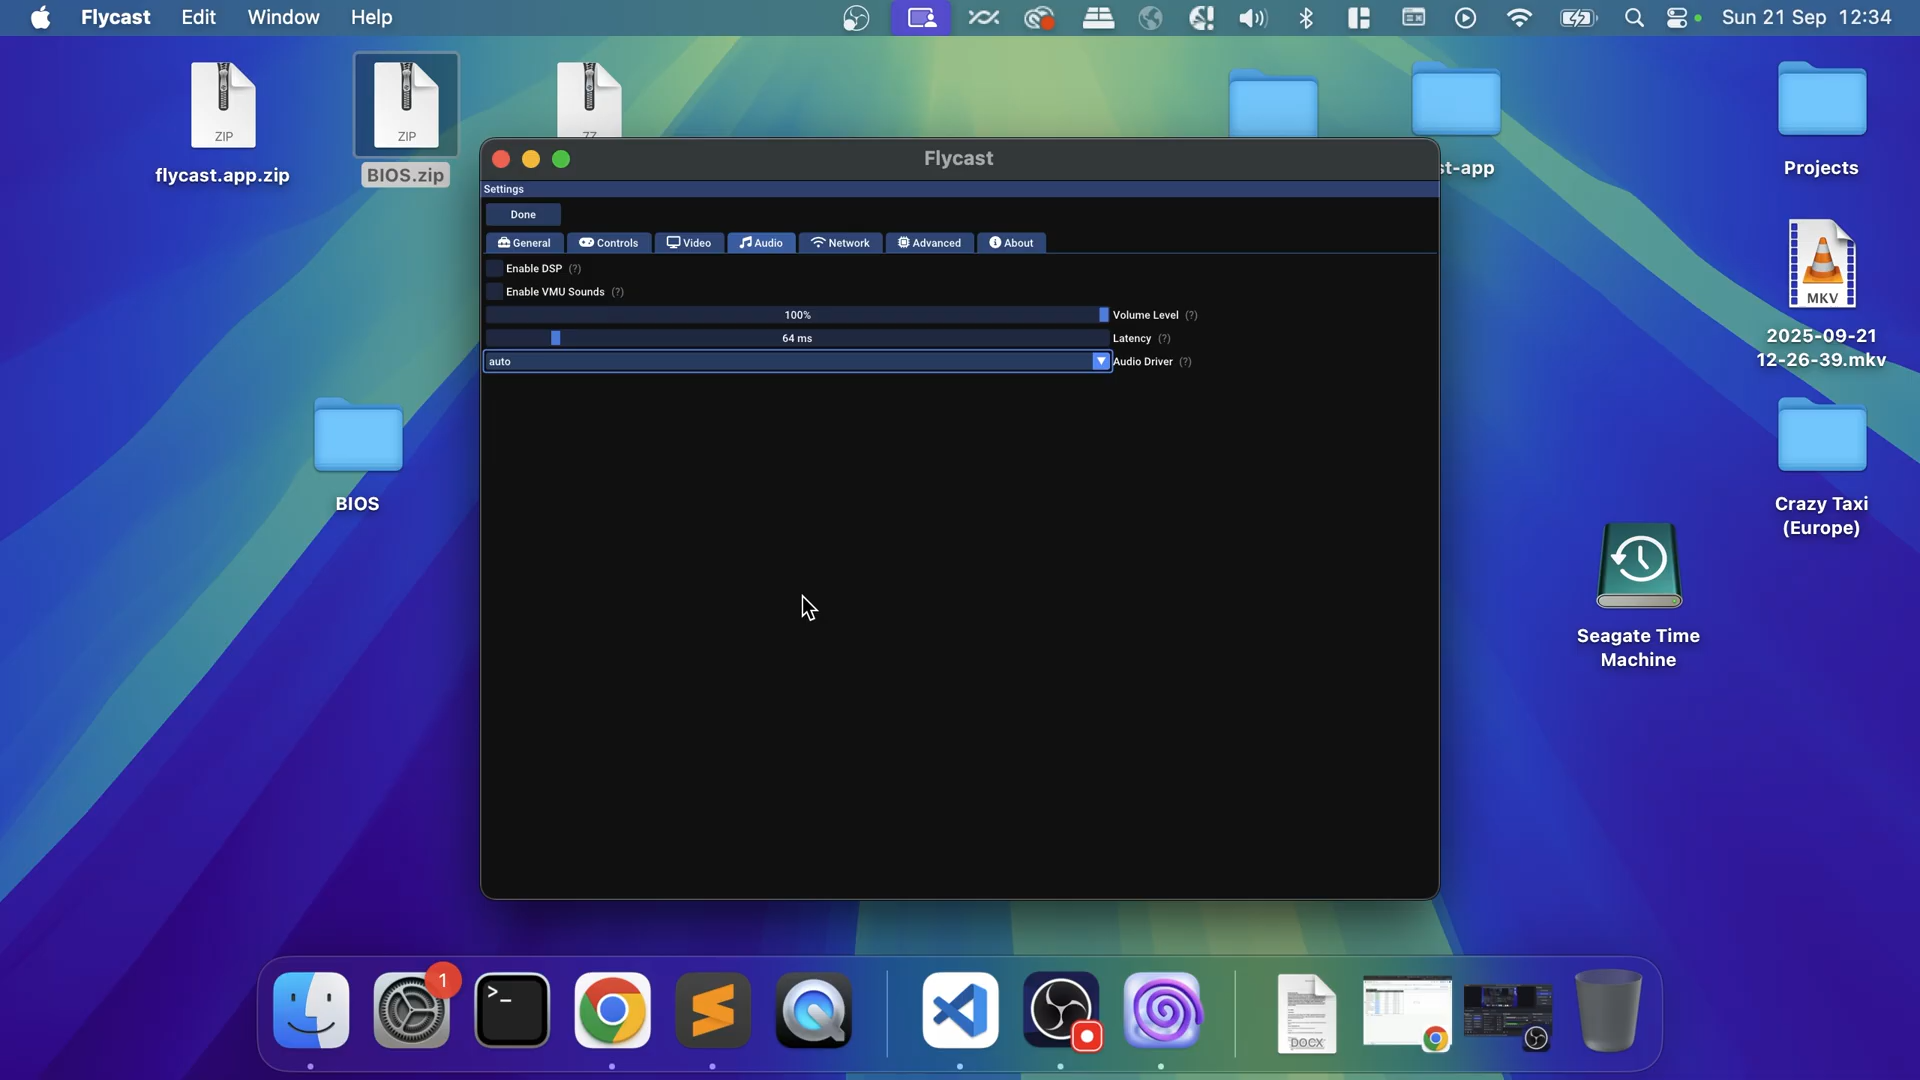 Flycast Edit Window Help
Sun 21 Sep 12:34
ZIP
flycast.app.zip
ZIP
BIOS.zip
7Z
st-app
Projects
Flycast
Settings
Done
General Controls Video Audio Network Advanced About
Enable DSP (?)
Enable VMU Sounds (?)
100% Volume Level (?)
64 ms Latency (?)
auto Audio Driver (?)
MKV
2025-09-21
12-26-39.mkv
BIOS
Crazy Taxi
(Europe)
Seagate Time
Machine
1
>_
DOCX